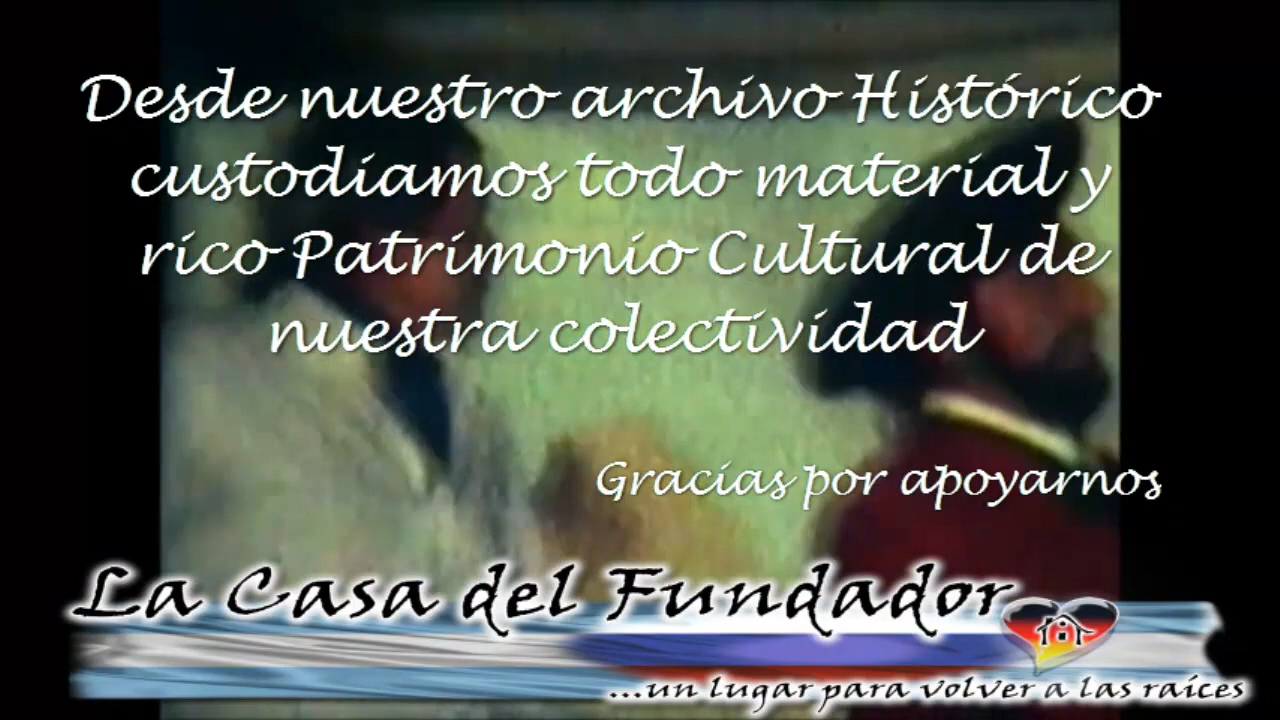 Desde nuestro archivo Histórico
custodiamos todo material y
rico Patrimonio Cultural de
nuestra colectividad
Gracias por apoyarnos
La Casa del Fundador
...un lugar para volver a las raíces